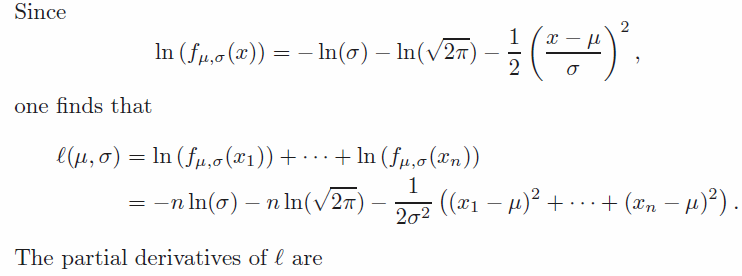 Since
ln (f_{μ,σ}(x)) = − ln(σ) − ln(√2π) − 1/2 ((x − μ)/σ)^2 ,
one finds that
ℓ(μ, σ) = ln (f_{μ,σ}(x_1)) + · · · + ln (f_{μ,σ}(x_n))
= −n ln(σ) − n ln(√2π) − 1/(2σ^2) ((x_1 − μ)^2 + · · · + (x_n − μ)^2) .
The partial derivatives of ℓ are